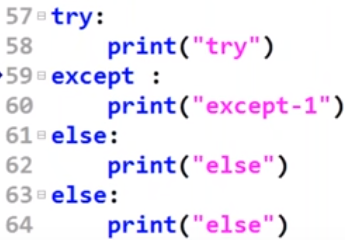 57 try:
58     print("try")
59 except :
60     print("except-1")
61 else:
62     print("else")
63 else:
64     print("else")